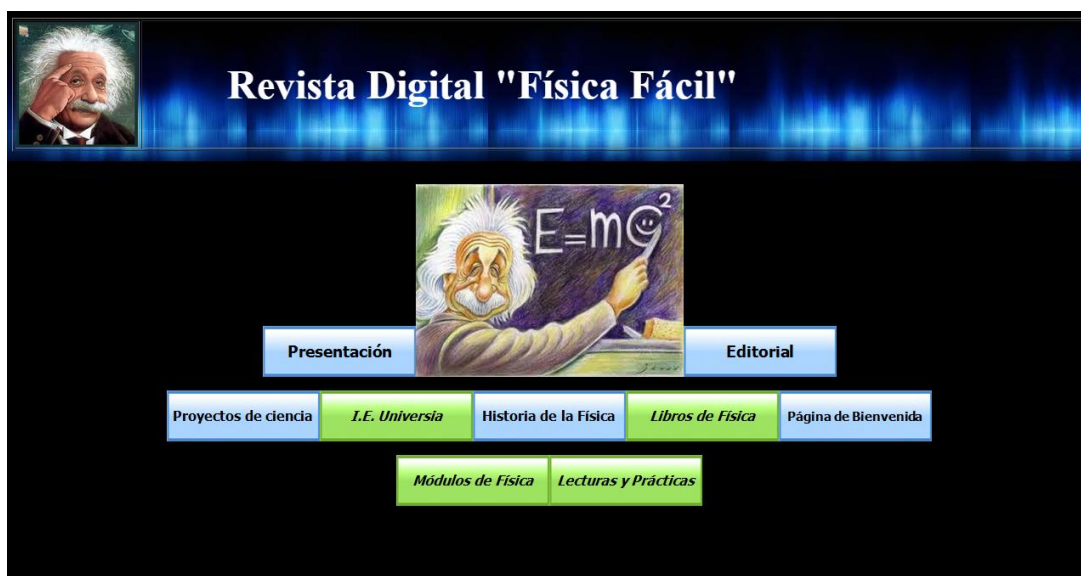 Revista Digital "Física Fácil"
E=mc²
Presentación
Editorial
Proyectos de ciencia
I.E. Universia
Historia de la Física
Libros de Física
Página de Bienvenida
Módulos de Física
Lecturas y Prácticas